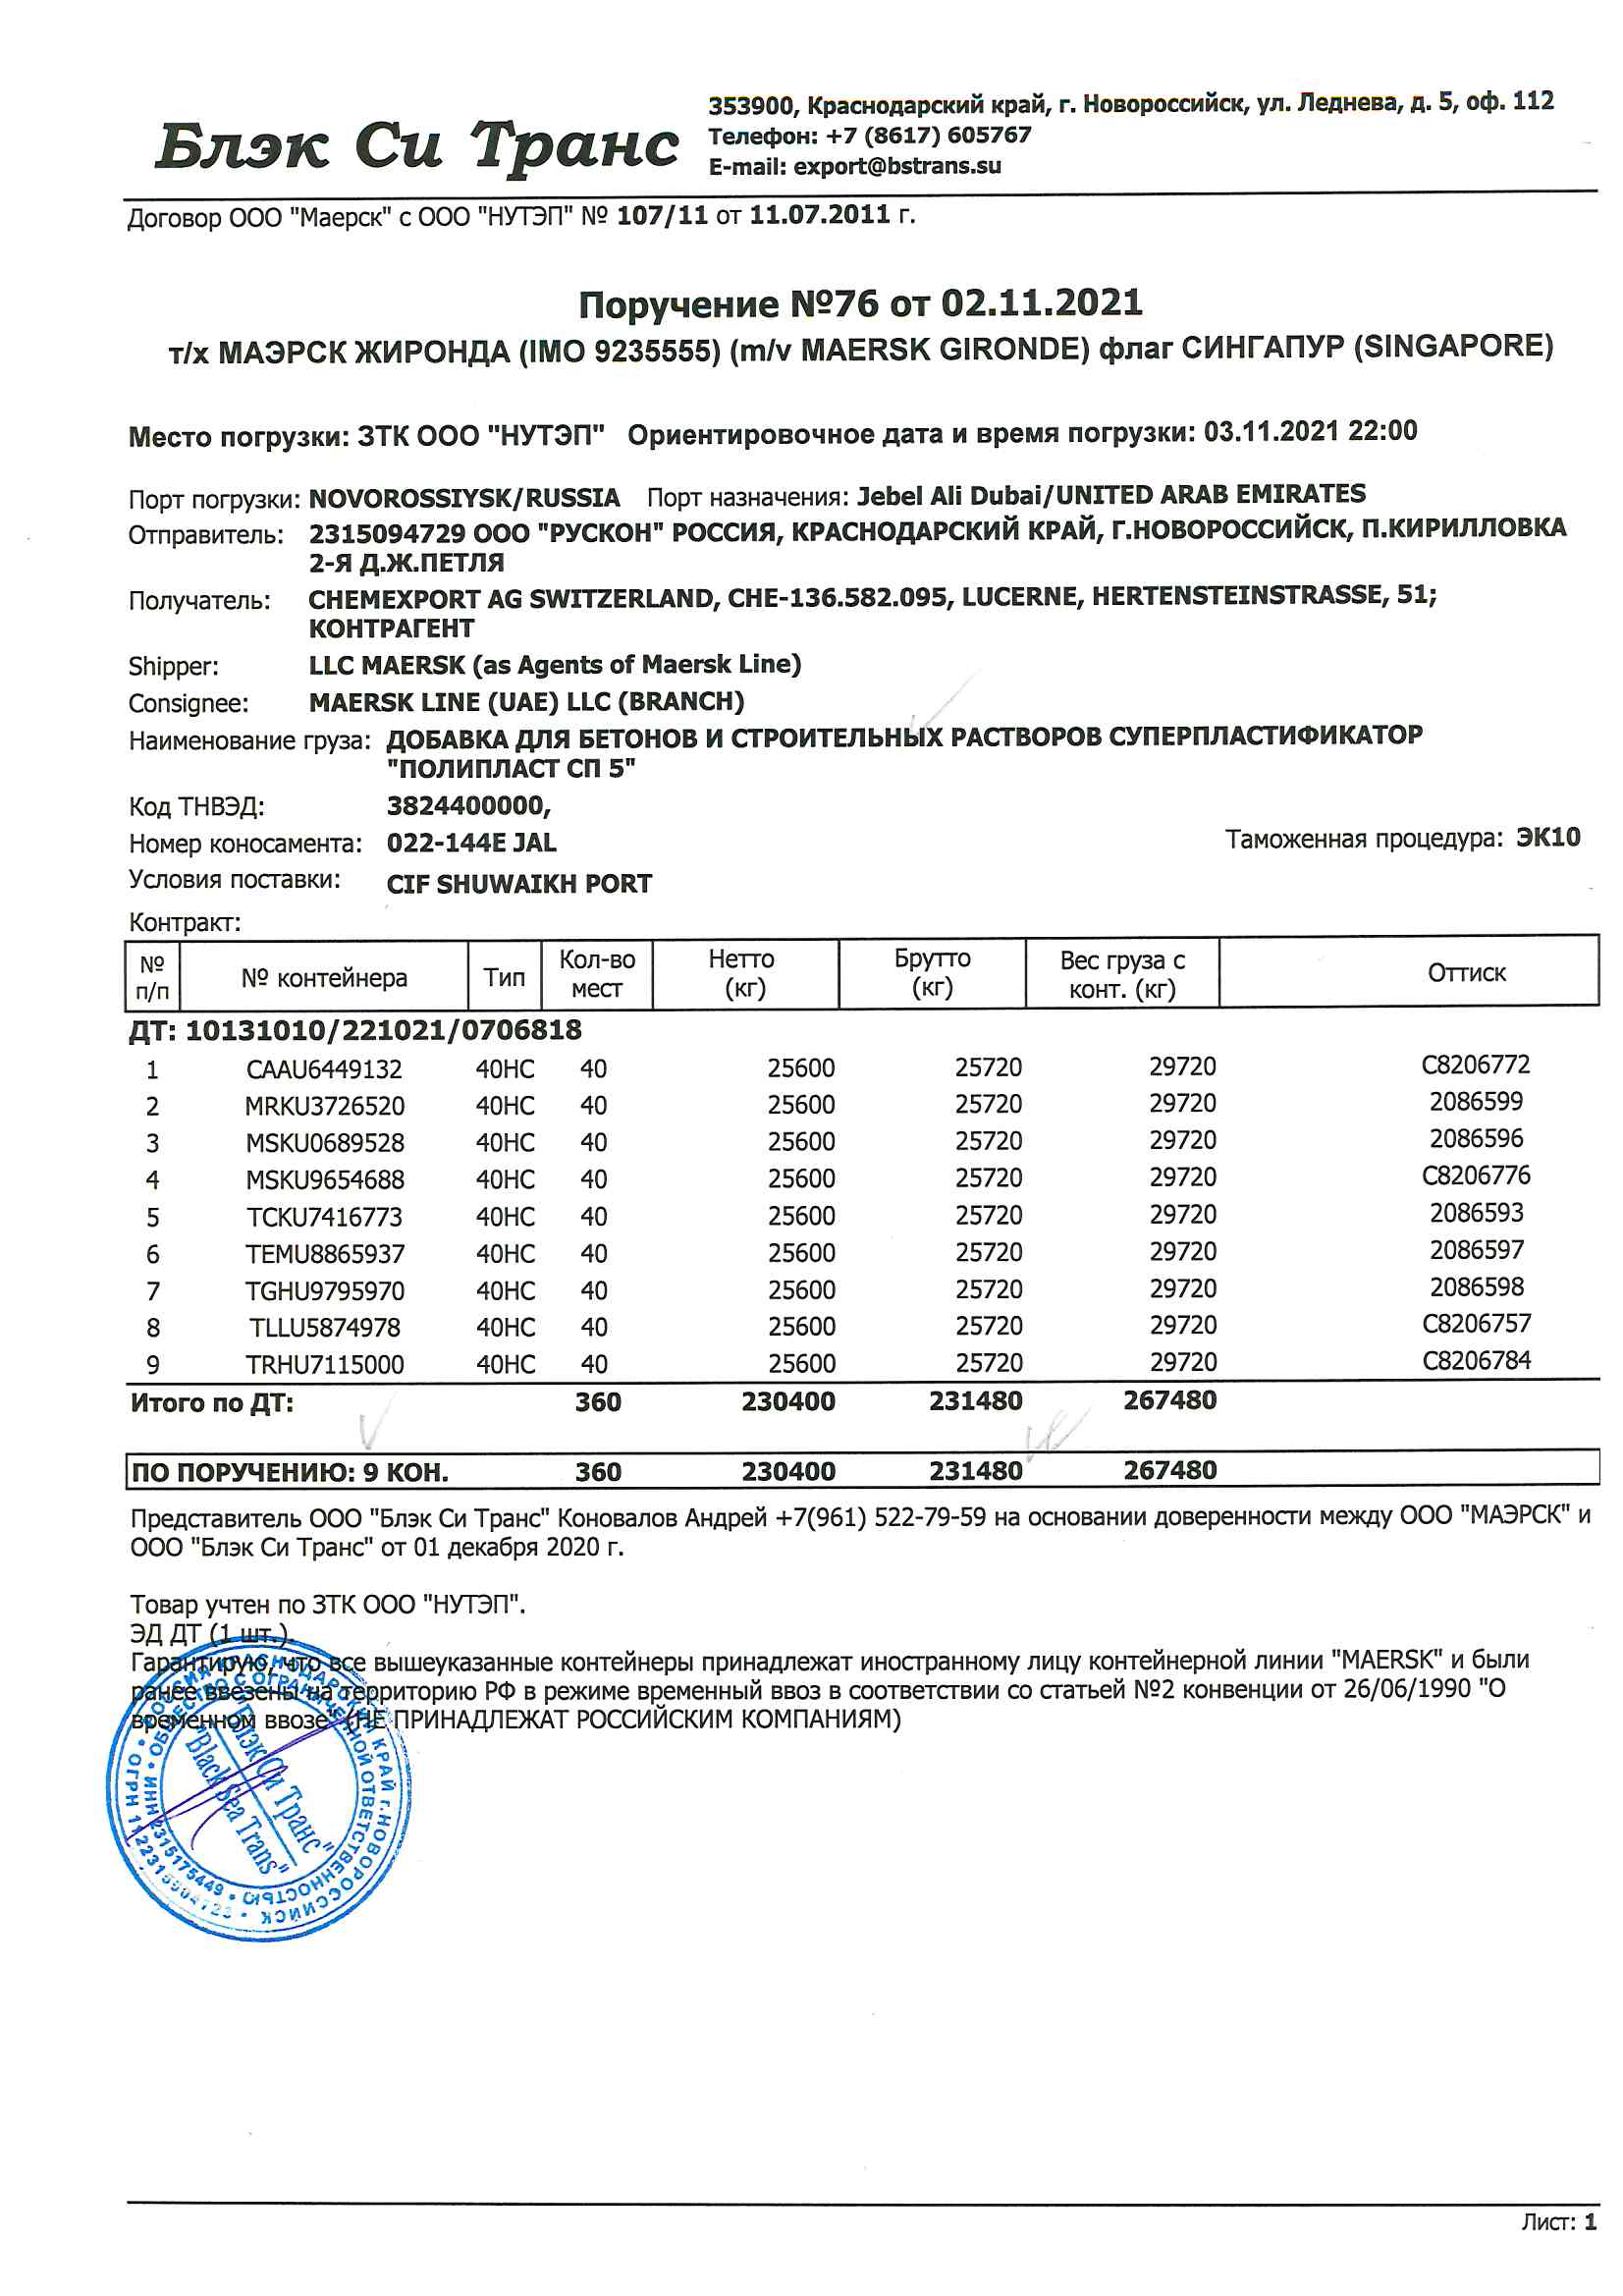 Блэк Си Транс
353900, Краснодарский край, г. Новороссийск, ул. Леднева, д. 5, оф. 112
Телефон: +7 (8617) 605767
E-mail: export@bstrans.su
Договор ООО "Маерск" с ООО "НУТЭП" № 107/11 от 11.07.2011 г.
Поручение №76 от 02.11.2021
т/х МАЭРСК ЖИРОНДА (IMO 9235555) (m/v MAERSK GIRONDE) флаг СИНГАПУР (SINGAPORE)
Место погрузки: ЗТК ООО "НУТЭП" Ориентировочное дата и время погрузки: 03.11.2021 22:00
Порт погрузки: NOVOROSSIYSK/RUSSIA Порт назначения: Jebel Ali Dubai/UNITED ARAB EMIRATES
Отправитель: 2315094729 ООО "РУСКОН" РОССИЯ, КРАСНОДАРСКИЙ КРАЙ, Г.НОВОРОССИЙСК, П.КИРИЛЛОВКА
2-Я Д.Ж.ПЕТЛЯ
Получатель: CHEMEXPORT AG SWITZERLAND, CHE-136.582.095, LUCERNE, HERTENSTEINSTRASSE, 51;
КОНТРАГЕНТ
Shipper: LLC MAERSK (as Agents of Maersk Line)
Consignee: MAERSK LINE (UAE) LLC (BRANCH)
Наименование груза: ДОБАВКА ДЛЯ БЕТОНОВ И СТРОИТЕЛЬНЫХ РАСТВОРОВ СУПЕРПЛАСТИФИКАТОР
"ПОЛИПЛАСТ СП 5"
Код ТНВЭД: 3824400000,
Номер коносамента: 022-144E JAL Таможенная процедура: ЭК10
Условия поставки: CIF SHUWAIKH PORT
Контракт:
№ п/п № контейнера Тип Кол-во мест Нетто (кг) Брутто (кг) Вес груза с конт. (кг) Оттиск
ДТ: 10131010/221021/0706818
1 CAAU6449132 40HC 40 25600 25720 29720 C8206772
2 MRKU3726520 40HC 40 25600 25720 29720 2086599
3 MSKU0689528 40HC 40 25600 25720 29720 2086596
4 MSKU9654688 40HC 40 25600 25720 29720 C8206776
5 TCKU7416773 40HC 40 25600 25720 29720 2086593
6 TEMU8865937 40HC 40 25600 25720 29720 2086597
7 TGHU9795970 40HC 40 25600 25720 29720 2086598
8 TLLU5874978 40HC 40 25600 25720 29720 C8206757
9 TRHU7115000 40HC 40 25600 25720 29720 C8206784
Итого по ДТ: 360 230400 231480 267480
ПО ПОРУЧЕНИЮ: 9 КОН. 360 230400 231480 267480
Представитель ООО "Блэк Си Транс" Коновалов Андрей +7(961) 522-79-59 на основании доверенности между ООО "МАЭРСК" и
ООО "Блэк Си Транс" от 01 декабря 2020 г.
Товар учтен по ЗТК ООО "НУТЭП".
ЭД ДТ (1 шт.).
Гарантирую, что все вышеуказанные контейнеры принадлежат иностранному лицу контейнерной линии "MAERSK" и были
ранее ввезены на территорию РФ в режиме временный ввоз в соответствии со статьей №2 конвенции от 26/06/1990 "О
временном ввозе" (НЕ ПРИНАДЛЕЖАТ РОССИЙСКИМ КОМПАНИЯМ)
РОССИЯ КРАСНОДАРСКИЙ КРАЙ г.НОВОРОССИЙСК
ОБЩЕСТВО С ОГРАНИЧЕННОЙ ОТВЕТСТВЕННОСТЬЮ
ИНН 2315175449
"Блэк Си Транс"
"Black Sea Trans"
Лист: 1